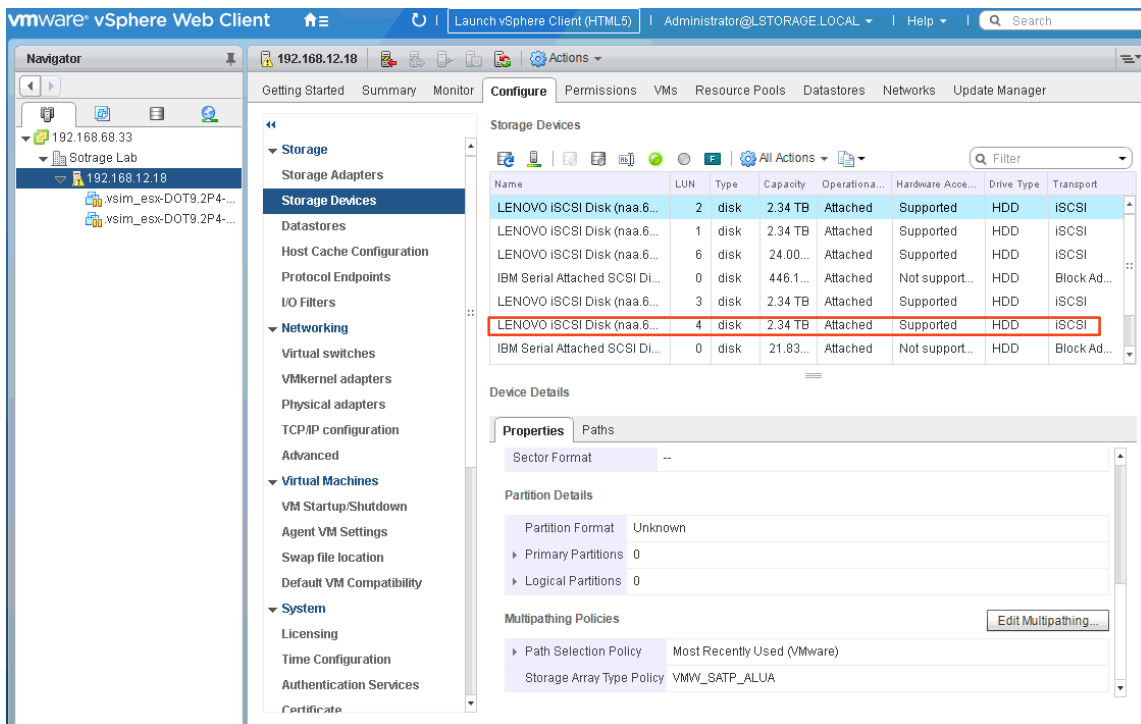 vmware® vSphere Web Client
Launch vSphere Client (HTML5) | Administrator@LSTORAGE.LOCAL | Help | Search
Navigator
192.168.68.33
Sotrage Lab
192.168.12.18
.vsim_esx-DOT9.2P4-...
.vsim_esx-DOT9.2P4-...
192.168.12.18 Actions
Getting Started Summary Monitor Configure Permissions VMs Resource Pools Datastores Networks Update Manager
Storage
Storage Adapters
Storage Devices
Datastores
Host Cache Configuration
Protocol Endpoints
I/O Filters
Networking
Virtual switches
VMkernel adapters
Physical adapters
TCP/IP configuration
Advanced
Virtual Machines
VM Startup/Shutdown
Agent VM Settings
Swap file location
Default VM Compatibility
System
Licensing
Time Configuration
Authentication Services
Certificate
Storage Devices
All Actions Filter
Name LUN Type Capacity Operationa... Hardware Acce... Drive Type Transport
LENOVO iSCSI Disk (naa.6... 2 disk 2.34 TB Attached Supported HDD iSCSI
LENOVO iSCSI Disk (naa.6... 1 disk 2.34 TB Attached Supported HDD iSCSI
LENOVO iSCSI Disk (naa.6... 6 disk 24.00... Attached Supported HDD iSCSI
IBM Serial Attached SCSI Di... 0 disk 446.1... Attached Not support... HDD Block Ad...
LENOVO iSCSI Disk (naa.6... 3 disk 2.34 TB Attached Supported HDD iSCSI
LENOVO iSCSI Disk (naa.6... 4 disk 2.34 TB Attached Supported HDD iSCSI
IBM Serial Attached SCSI Di... 0 disk 21.83... Attached Not support... HDD Block Ad...
Device Details
Properties Paths
Sector Format --
Partition Details
Partition Format Unknown
Primary Partitions 0
Logical Partitions 0
Multipathing Policies Edit Multipathing...
Path Selection Policy Most Recently Used (VMware)
Storage Array Type Policy VMW_SATP_ALUA